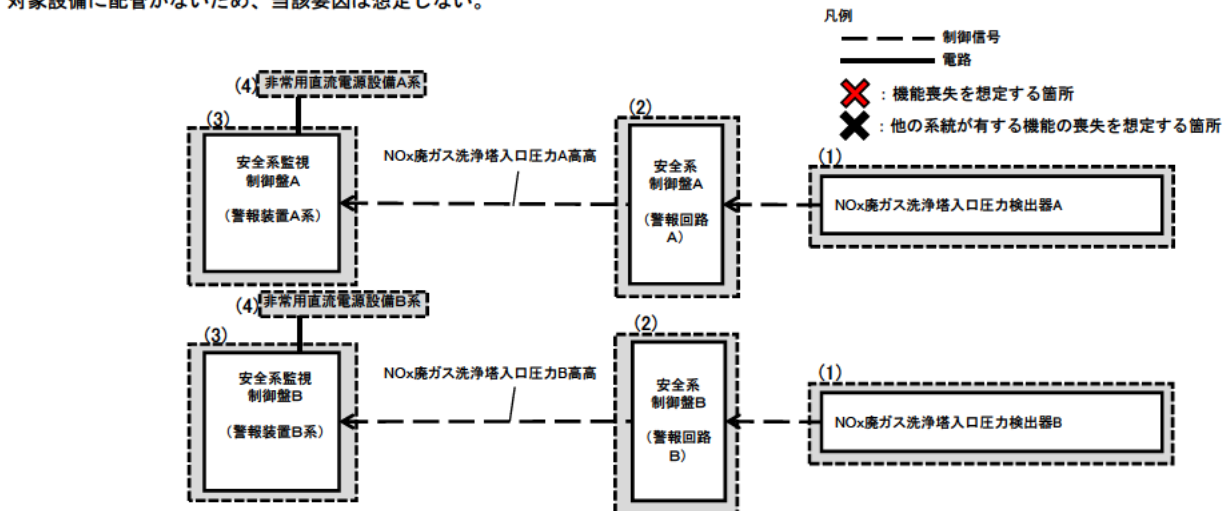 対象設備に配管がないため、当該要因は想定しない。
凡例
制御信号
電路
:機能喪失を想定する箇所
:他の系統が有する機能の喪失を想定する箇所
(4)
非常用直流電源設備A系
(3)
安全系監視
制御盤A
(警報装置A系)
NOx廃ガス洗浄塔入口圧力A高高
(2)
安全系
制御盤A
(警報回路
A)
(1)
NOx廃ガス洗浄塔入口圧力検出器A
(4)
非常用直流電源設備B系
(3)
安全系監視
制御盤B
(警報装置B系)
NOx廃ガス洗浄塔入口圧力B高高
(2)
安全系
制御盤B
(警報回路
B)
(1)
NOx廃ガス洗浄塔入口圧力検出器B